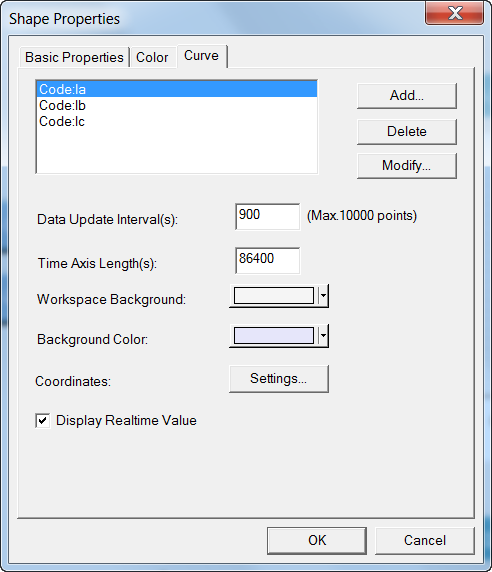 Shape Properties
Basic Properties Color Curve
Code:Ia
Code:Ib
Code:Ic
Add...
Delete
Modify...
Data Update Interval(s): 900 (Max.10000 points)
Time Axis Length(s): 86400
Workspace Background:
Background Color:
Coordinates: Settings...
Display Realtime Value
OK Cancel